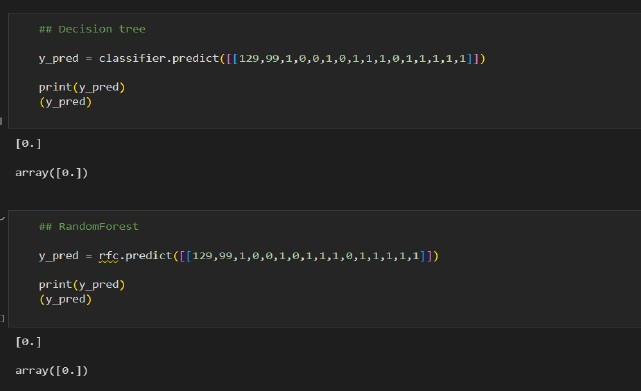 ## Decision tree
y_pred = classifier.predict([[129,99,1,0,0,1,0,1,1,1,0,1,1,1,1,1]])
print(y_pred)
(y_pred)
[0.]
array([0.])
## RandomForest
y_pred = rfc.predict([[129,99,1,0,0,1,0,1,1,1,0,1,1,1,1,1]])
print(y_pred)
(y_pred)
[0.]
array([0.])